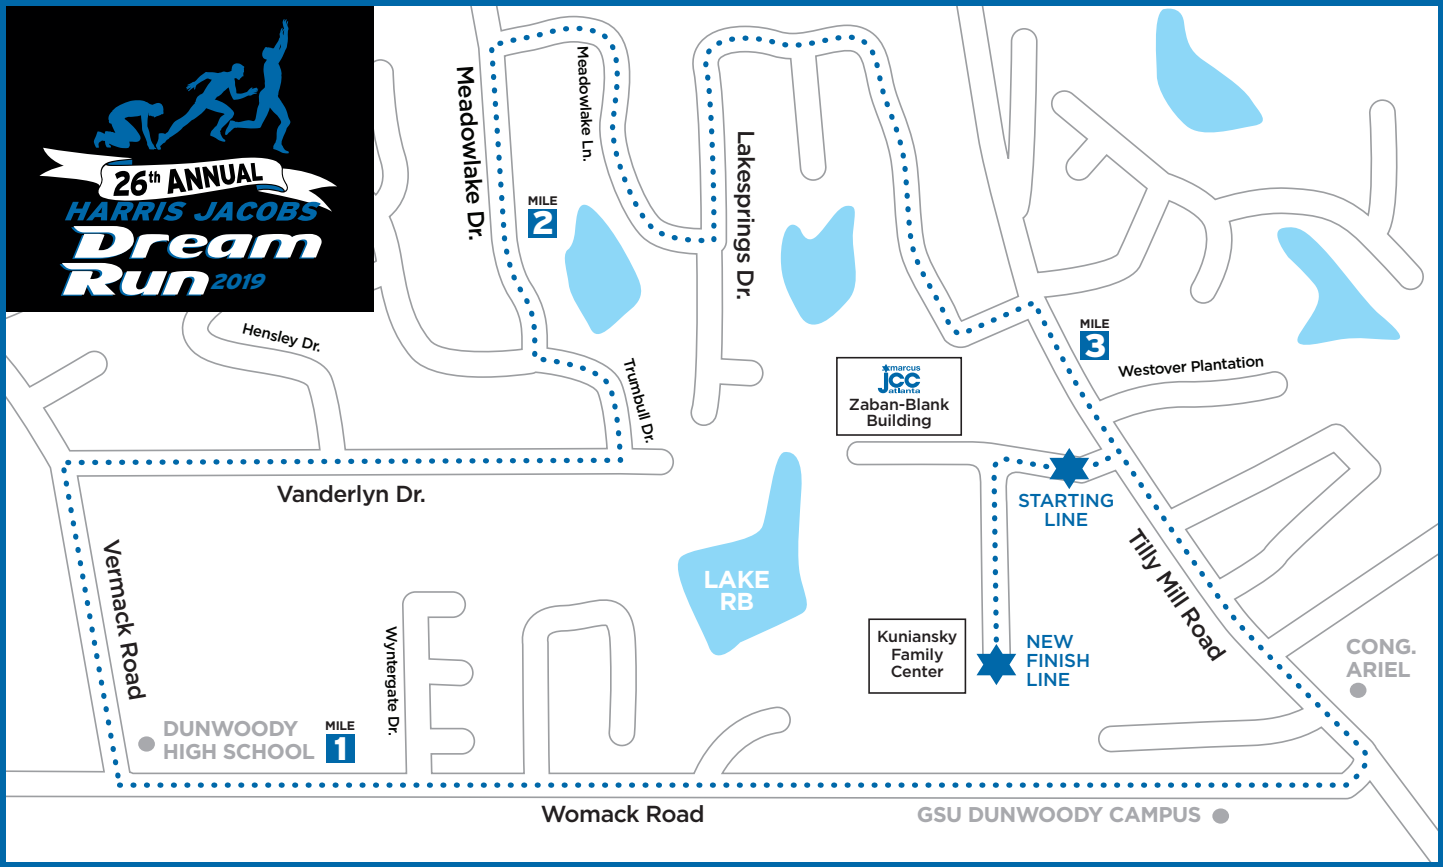 26th ANNUAL
HARRIS JACOBS
Dream
Run 2019
Meadowlake Dr.
Meadowlake Ln.
Lakesprings Dr.
MILE
2
Hensley Dr.
Trumbull Dr.
MILE
3
Westover Plantation
marcus
jcc
atlanta
Zaban-Blank
Building
Vanderlyn Dr.
STARTING
LINE
Vermack Road
LAKE
RB
Tilly Mill Road
Wyntergate Dr.
Kuniansky
Family
Center
NEW
FINISH
LINE
CONG.
ARIEL
DUNWOODY
HIGH SCHOOL
MILE
1
Womack Road
GSU DUNWOODY CAMPUS